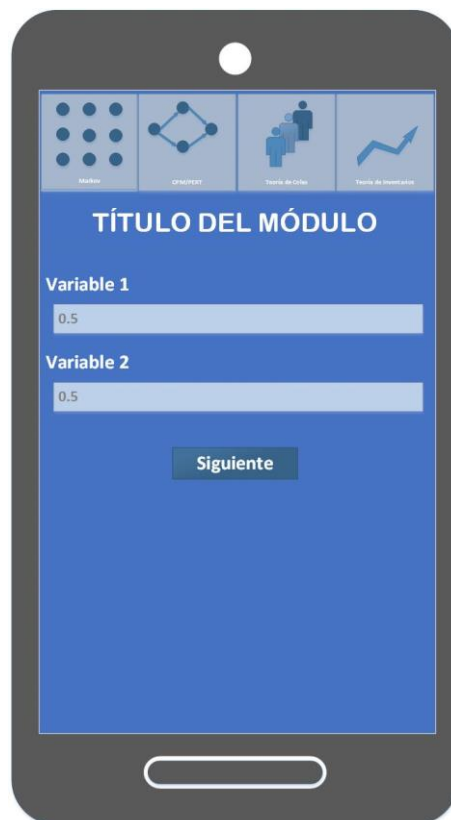 Markov
CPM/PERT
Teoría de Colas
Teoría de Inventarios
TÍTULO DEL MÓDULO
Variable 1
0.5
Variable 2
0.5
Siguiente